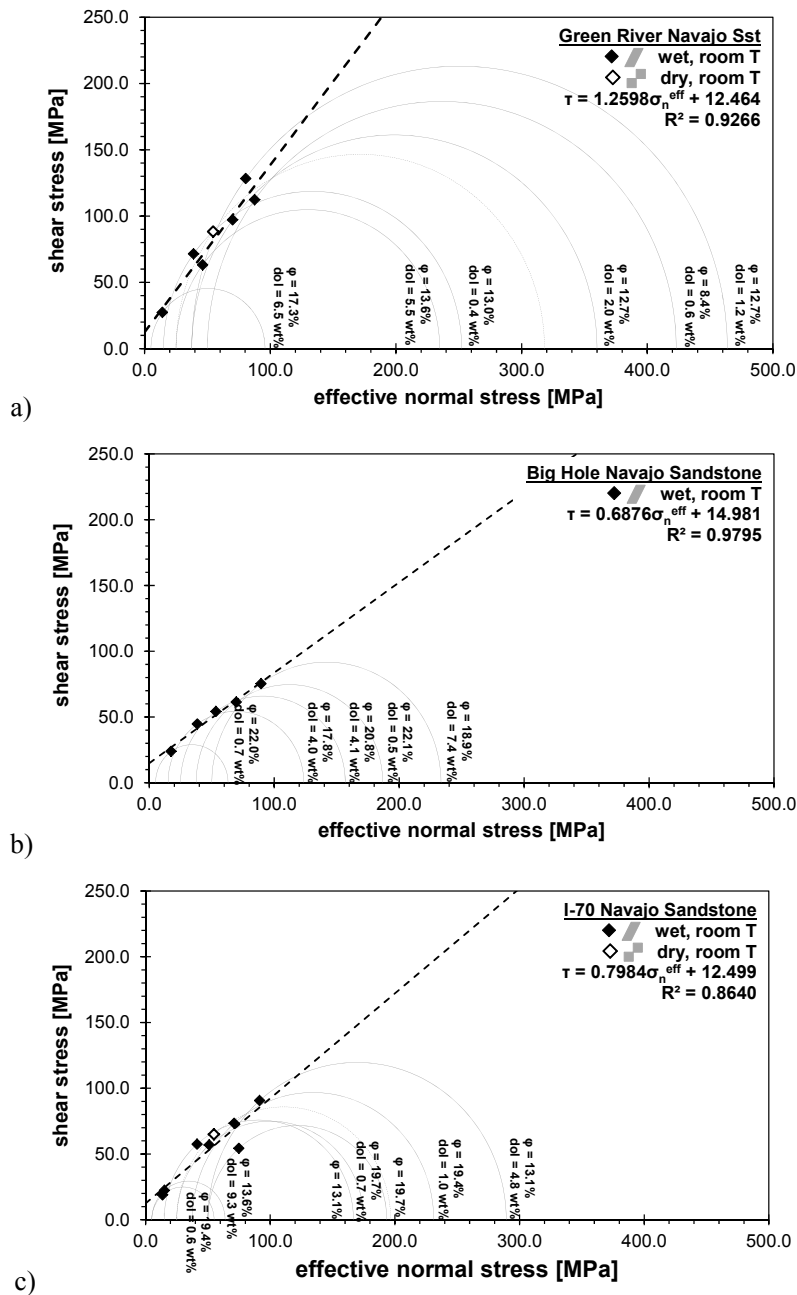 250.0
Green River Navajo Sst
wet, room T
200.0
dry, room T
τ = 1.2598σₙᵉᶠᶠ + 12.464
R² = 0.9266
150.0
shear stress [MPa]
100.0
50.0
0.0
φ = 17.3%
dol = 6.5 wt%
φ = 13.6%
dol = 5.5 wt%
φ = 13.0%
dol = 0.4 wt%
φ = 12.7%
dol = 2.0 wt%
φ = 8.4%
dol = 0.6 wt%
φ = 12.7%
dol = 1.2 wt%
0.0 100.0 200.0 300.0 400.0 500.0
effective normal stress [MPa]
a)
250.0
Big Hole Navajo Sandstone
wet, room T
200.0
τ = 0.6876σₙᵉᶠᶠ + 14.981
R² = 0.9795
150.0
shear stress [MPa]
100.0
50.0
0.0
φ = 22.0%
dol = 0.7 wt%
φ = 17.8%
dol = 4.0 wt%
φ = 20.8%
dol = 4.1 wt%
φ = 22.1%
dol = 0.5 wt%
φ = 18.9%
dol = 7.4 wt%
0.0 100.0 200.0 300.0 400.0 500.0
effective normal stress [MPa]
b)
250.0
I-70 Navajo Sandstone
wet, room T
200.0
dry, room T
τ = 0.7984σₙᵉᶠᶠ + 12.499
R² = 0.8640
150.0
shear stress [MPa]
100.0
50.0
0.0
φ = 19.4%
dol = 0.6 wt%
φ = 13.6%
dol = 9.3 wt%
φ = 13.1%
φ = 19.7%
dol = 0.7 wt%
φ = 19.7%
φ = 19.4%
dol = 1.0 wt%
φ = 13.1%
dol = 4.8 wt%
0.0 100.0 200.0 300.0 400.0 500.0
effective normal stress [MPa]
c)